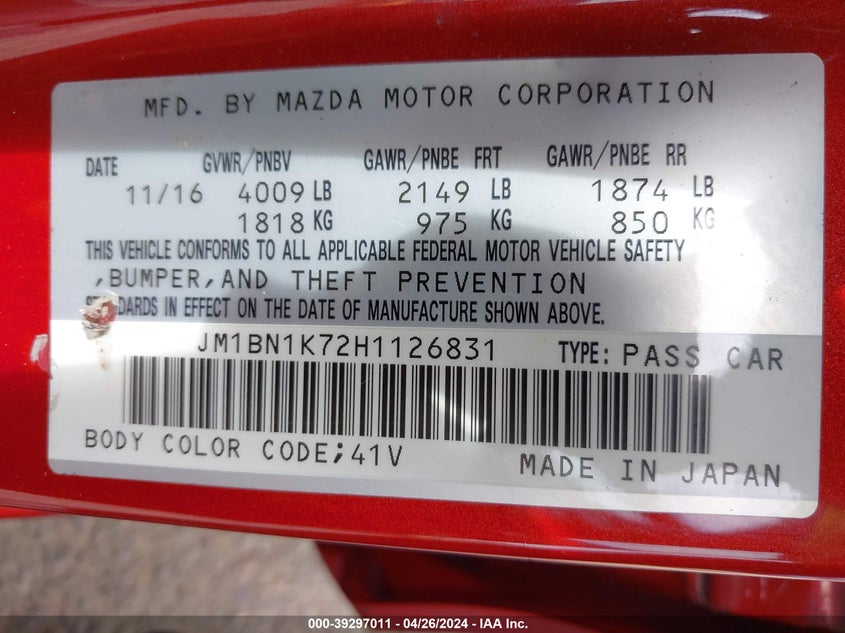 MFD. BY MAZDA MOTOR CORPORATION
DATE GVWR/PNBV GAWR/PNBE FRT GAWR/PNBE RR
11/16 4009 LB 2149 LB 1874 LB
1818 KG 975 KG 850 KG
THIS VEHICLE CONFORMS TO ALL APPLICABLE FEDERAL MOTOR VEHICLE SAFETY
,BUMPER,AND THEFT PREVENTION
STANDARDS IN EFFECT ON THE DATE OF MANUFACTURE SHOWN ABOVE.
JM1BN1K72H1126831 TYPE: PASS CAR
BODY COLOR CODE;41V
MADE IN JAPAN
000-39297011 - 04/26/2024 - IAA Inc.